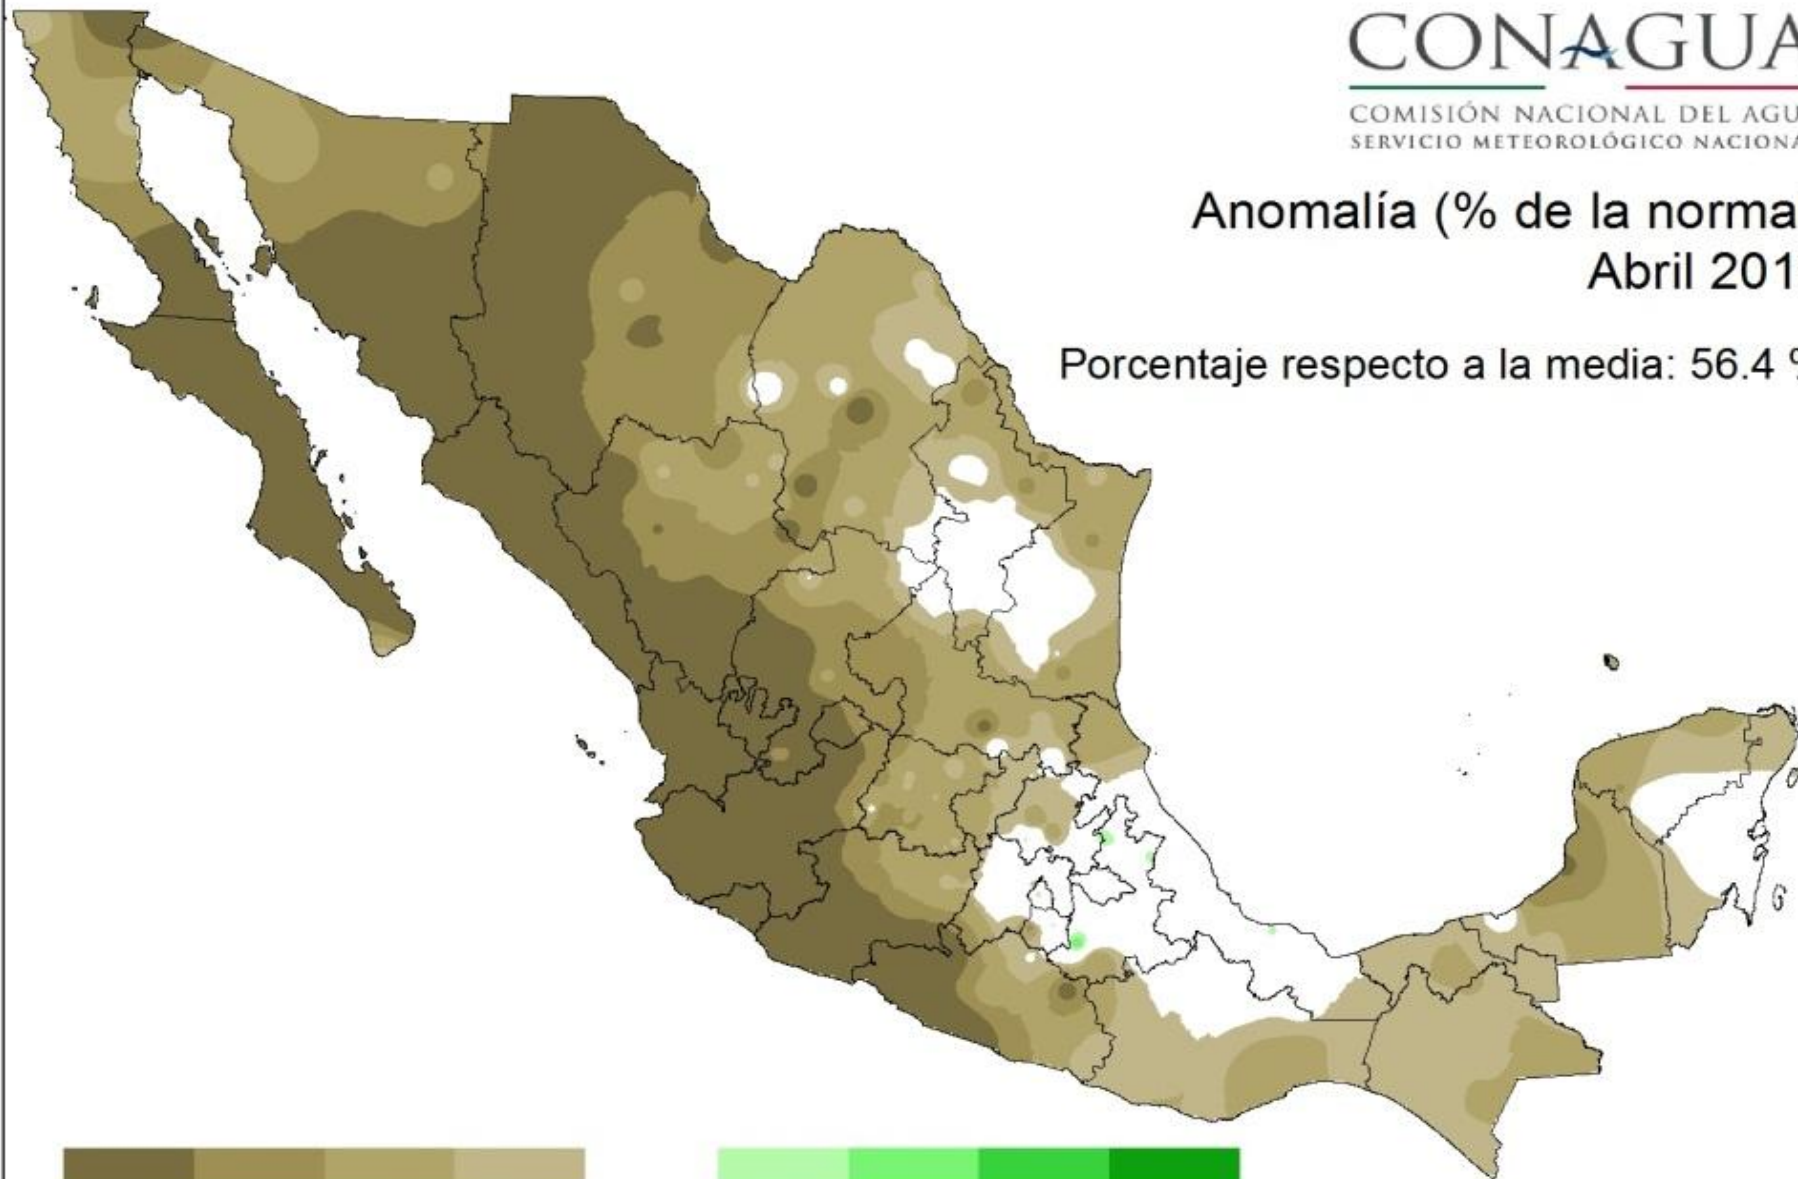 CONAGUA
COMISIÓN NACIONAL DEL AGU
SERVICIO METEOROLÓGICO NACIONA
Anomalía (% de la norma
Abril 201
Porcentaje respecto a la media: 56.4 %